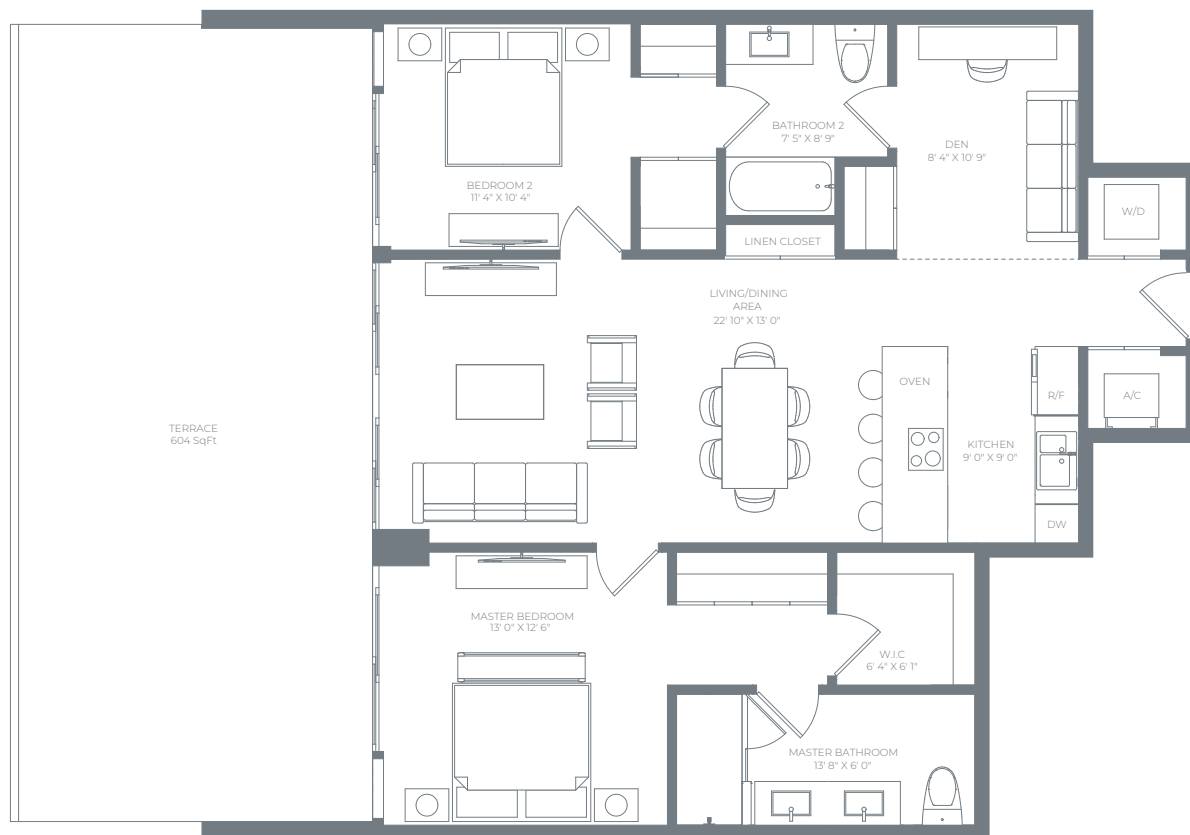 BATHROOM 2
7' 5" X 8' 9"
DEN
8' 4" X 10' 9"
BEDROOM 2
11' 4" X 10' 4"
W/D
LINEN CLOSET
LIVING/DINING
AREA
22' 10" X 13' 0"
OVEN
R/F
A/C
TERRACE
604 SqFt
KITCHEN
9' 0" X 9' 0"
DW
MASTER BEDROOM
13' 0" X 12' 6"
W.I.C
6' 4" X 6' 1"
MASTER BATHROOM
13' 8" X 6' 0"